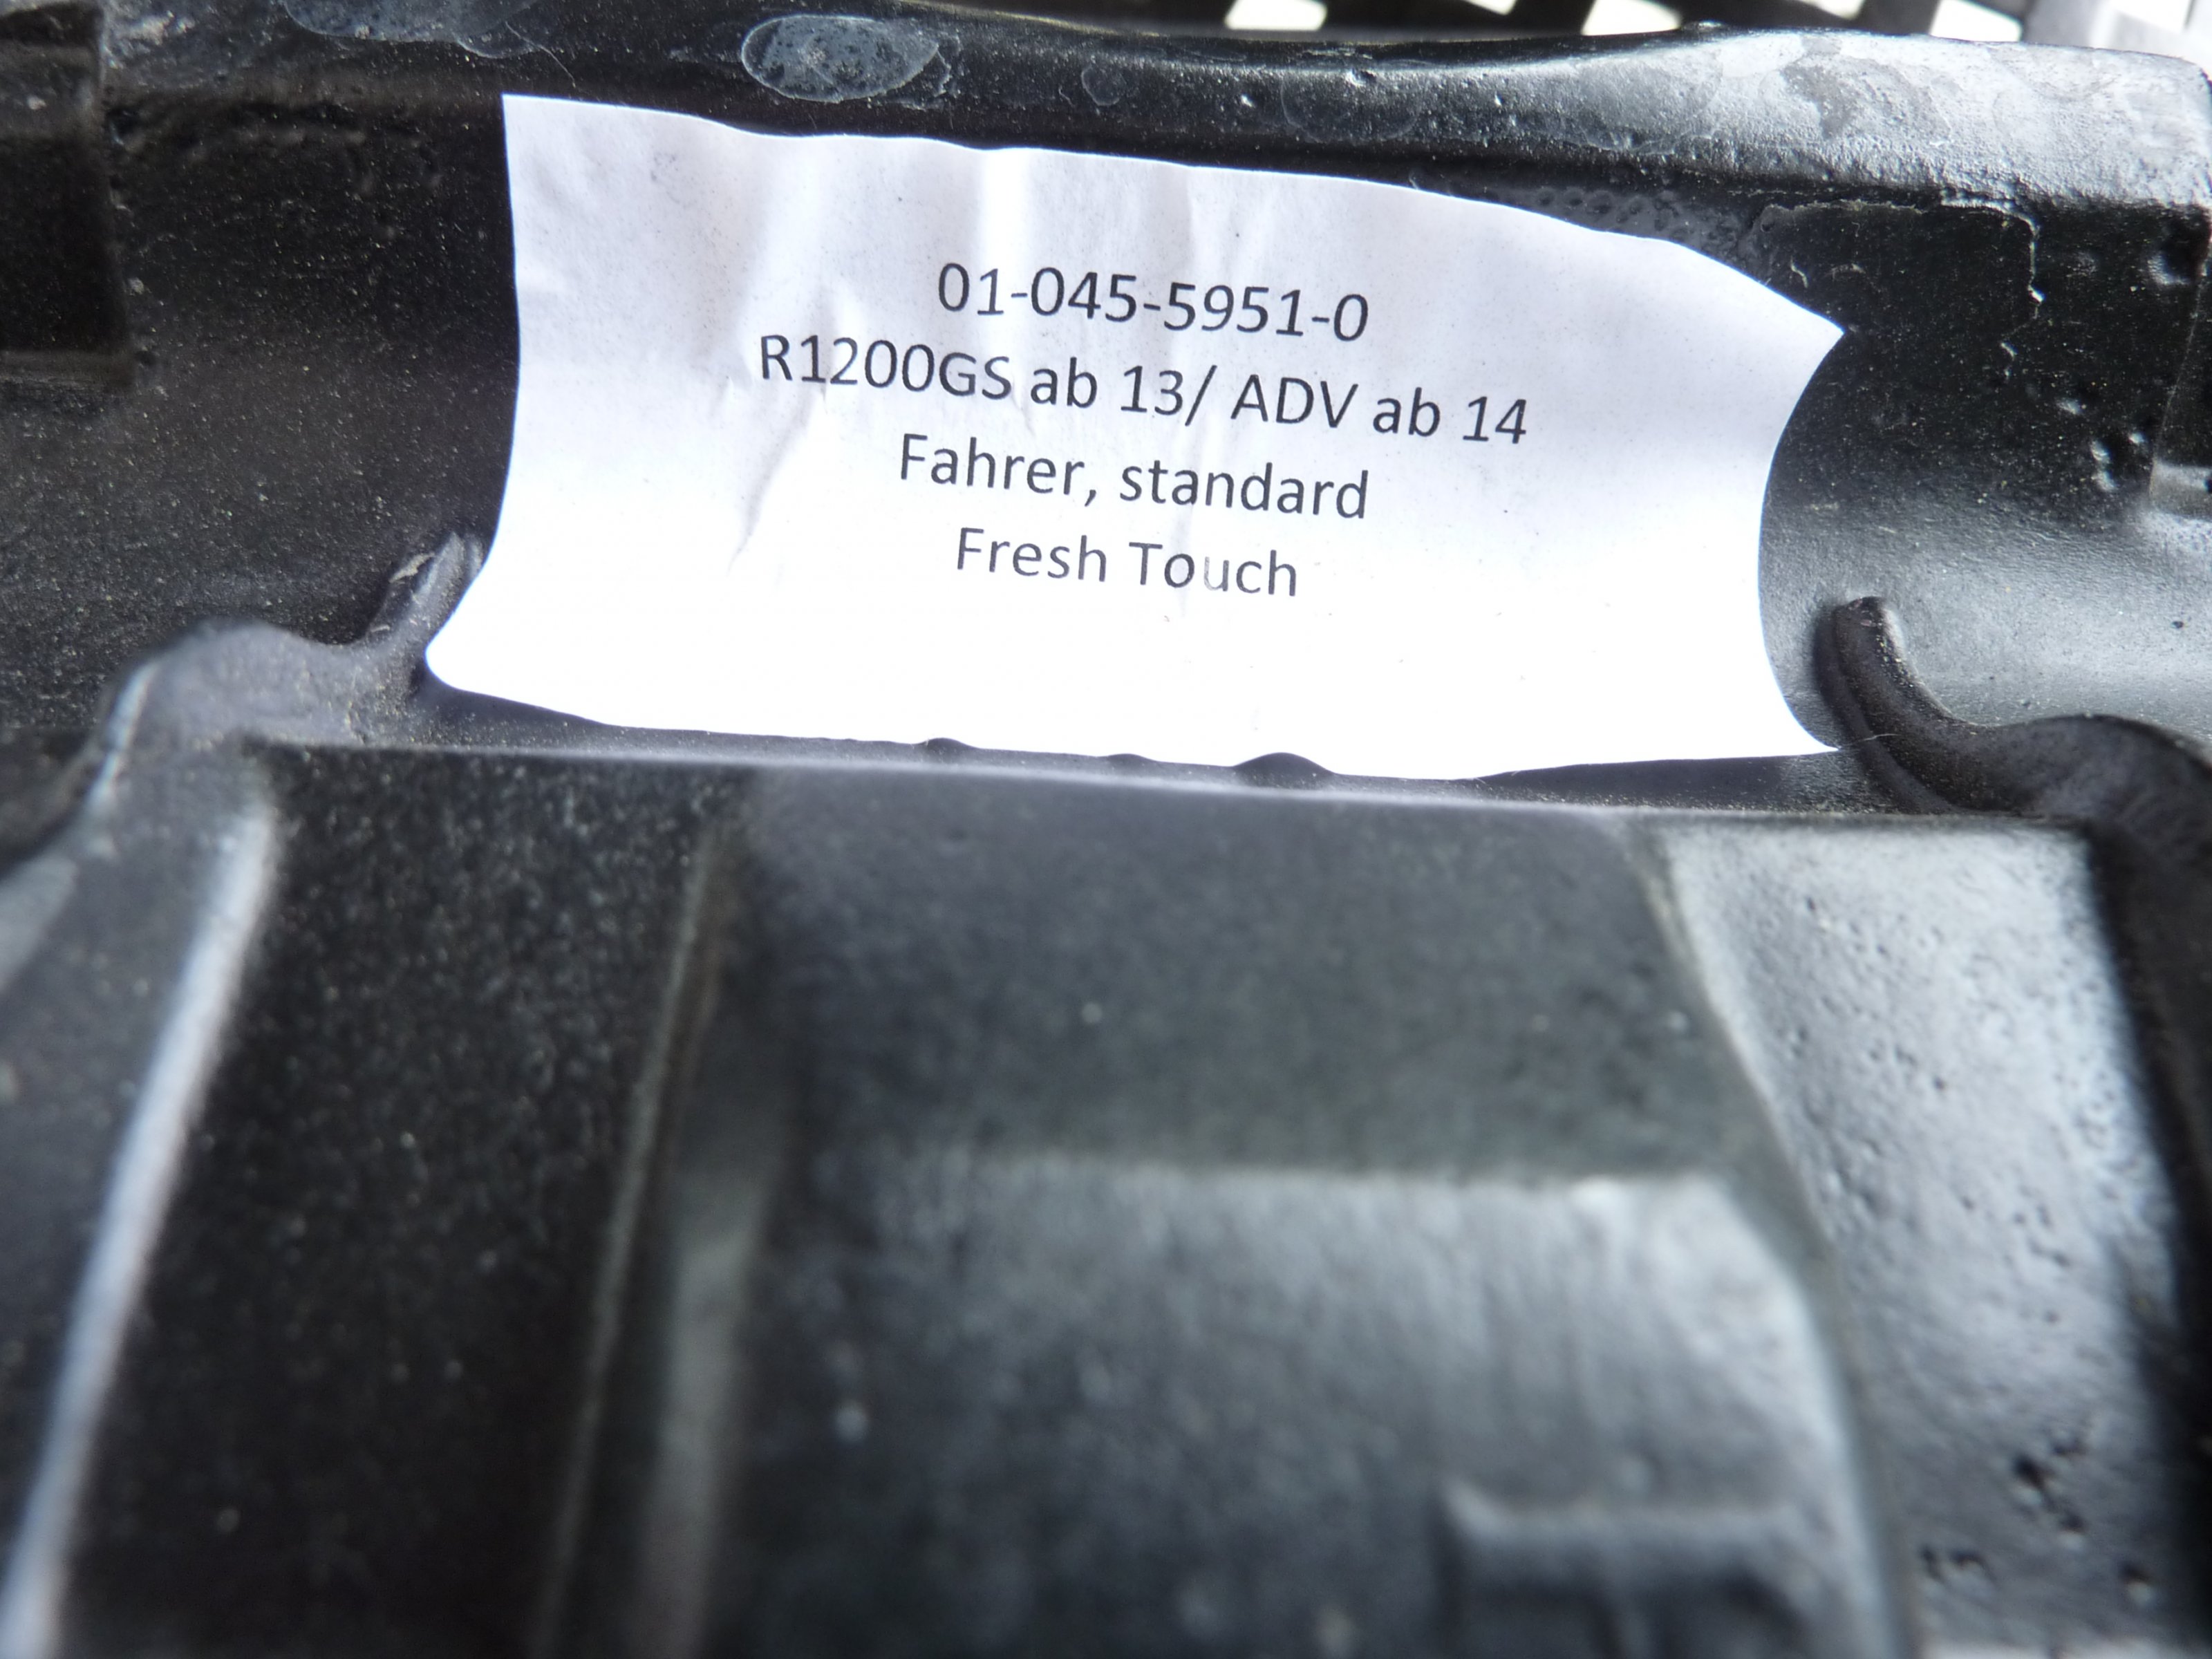 01-045-5951-0
R1200GS ab 13/ ADV ab 14
Fahrer, standard
Fresh Touch